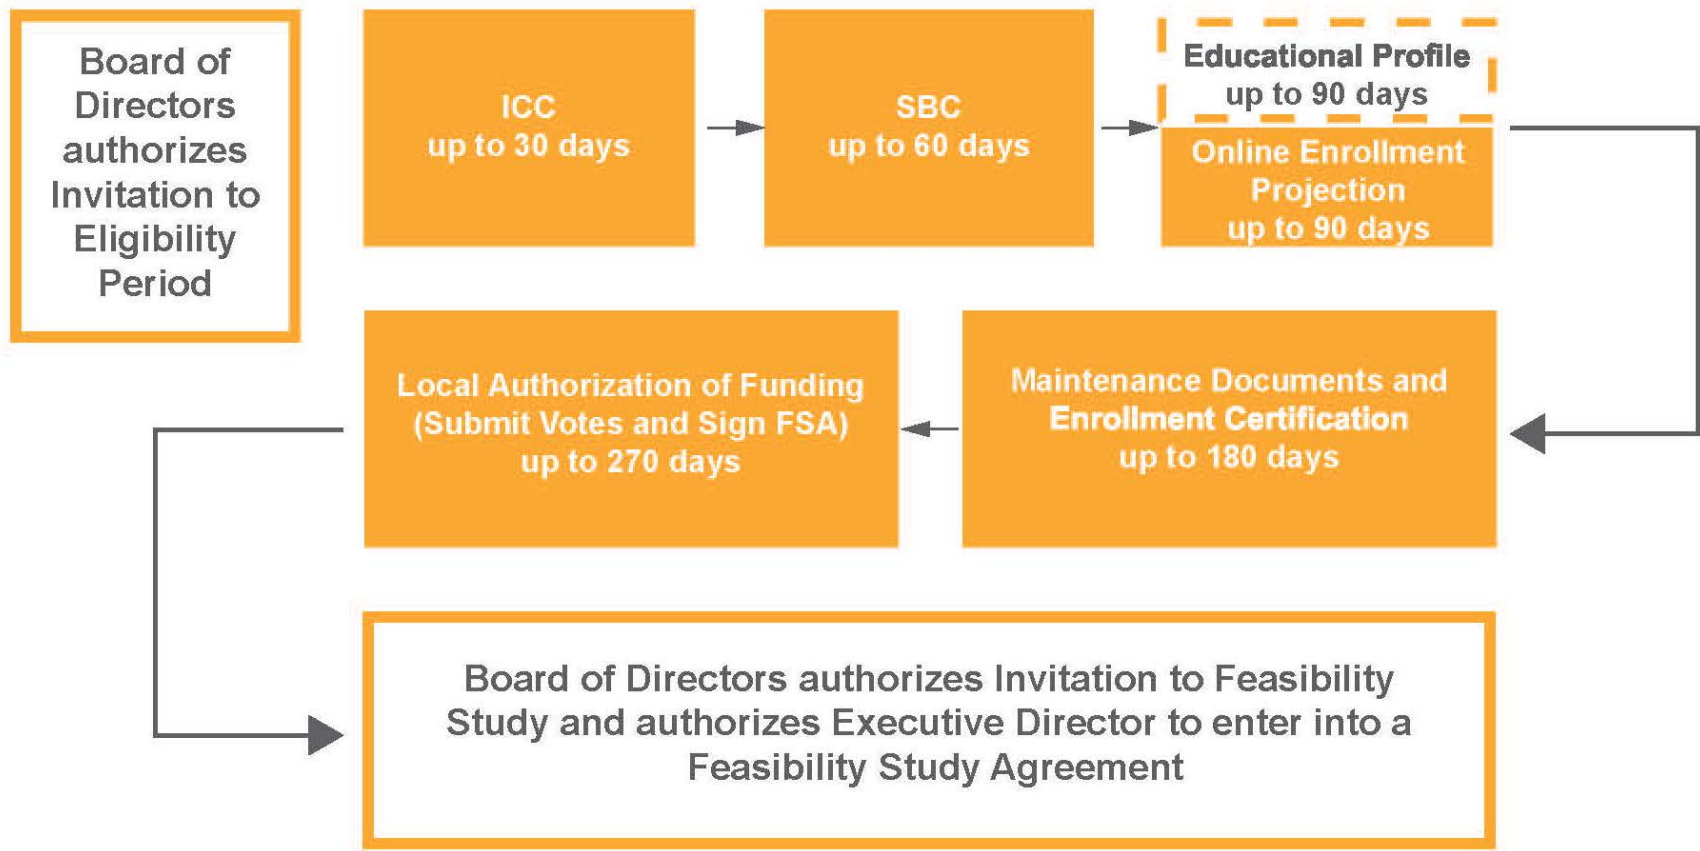 Board of
Directors
authorizes
Invitation to
Eligibility
Period
ICC
up to 30 days
SBC
up to 60 days
Educational Profile
up to 90 days
Online Enrollment
Projection
up to 90 days
Local Authorization of Funding
(Submit Votes and Sign FSA)
up to 270 days
Maintenance Documents and
Enrollment Certification
up to 180 days
Board of Directors authorizes Invitation to Feasibility
Study and authorizes Executive Director to enter into a
Feasibility Study Agreement